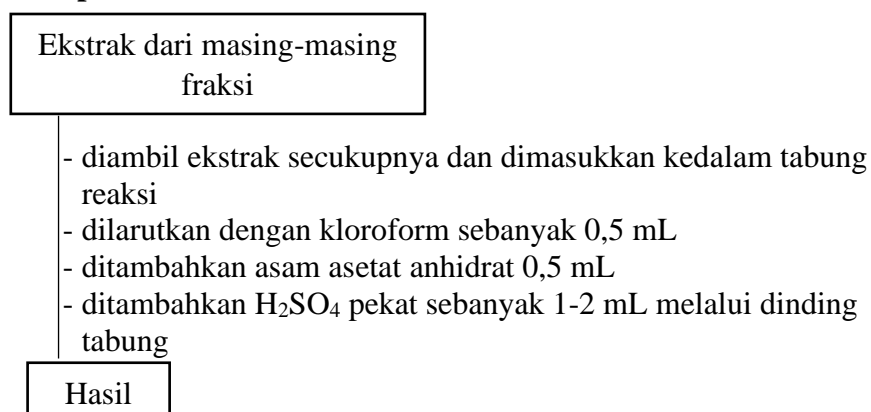 Ekstrak dari masing-masing
fraksi
- diambil ekstrak secukupnya dan dimasukkan kedalam tabung
reaksi
- dilarutkan dengan kloroform sebanyak 0,5 mL
- ditambahkan asam asetat anhidrat 0,5 mL
- ditambahkan H₂SO₄ pekat sebanyak 1-2 mL melalui dinding
tabung
Hasil